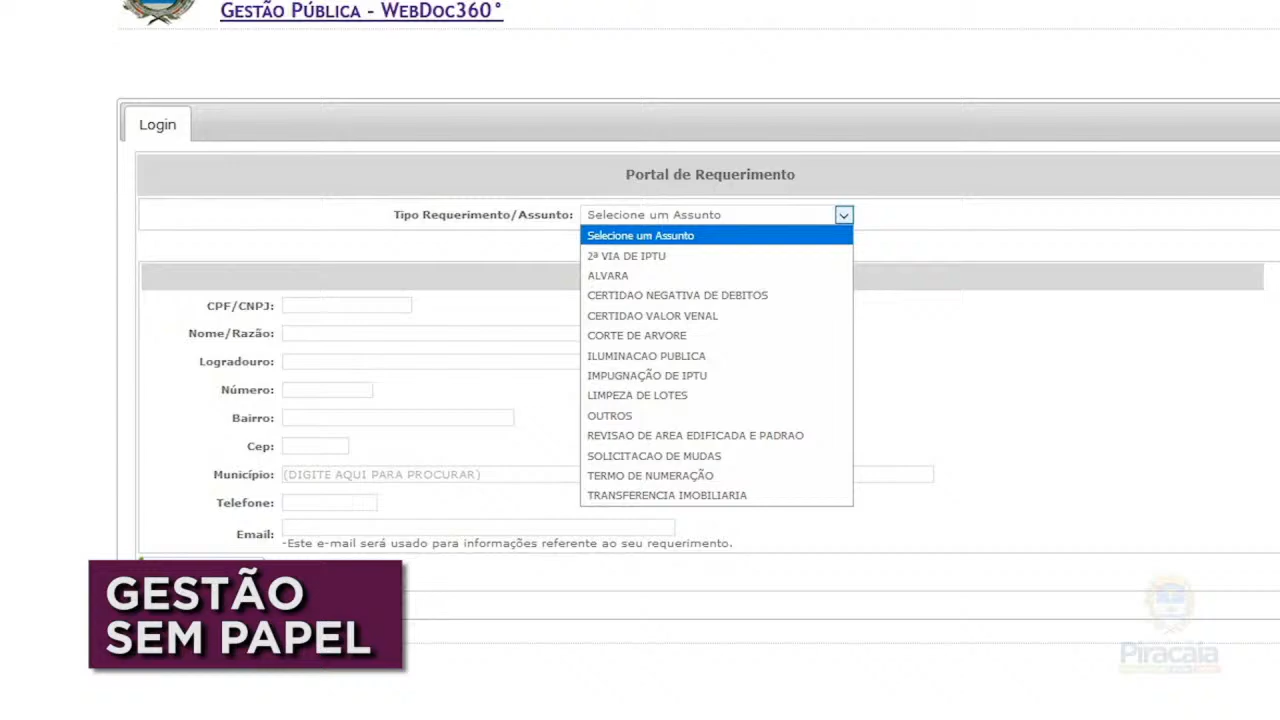 GESTÃO PÚBLICA - WEBDOC360°
Login
Portal de Requerimento
Tipo Requerimento/Assunto: Selecione um Assunto
Selecione um Assunto
2ª VIA DE IPTU
ALVARA
CERTIDAO NEGATIVA DE DEBITOS
CERTIDAO VALOR VENAL
CORTE DE ARVORE
ILUMINACAO PUBLICA
IMPUGNAÇÃO DE IPTU
LIMPEZA DE LOTES
OUTROS
REVISAO DE AREA EDIFICADA E PADRAO
SOLICITACAO DE MUDAS
TERMO DE NUMERAÇÃO
TRANSFERENCIA IMOBILIARIA
CPF/CNPJ:
Nome/Razão:
Logradouro:
Número:
Bairro:
Cep:
Município: (DIGITE AQUI PARA PROCURAR)
Telefone:
Email:
-Este e-mail será usado para informações referente ao seu requerimento.
GESTÃO
SEM PAPEL
Piracaia